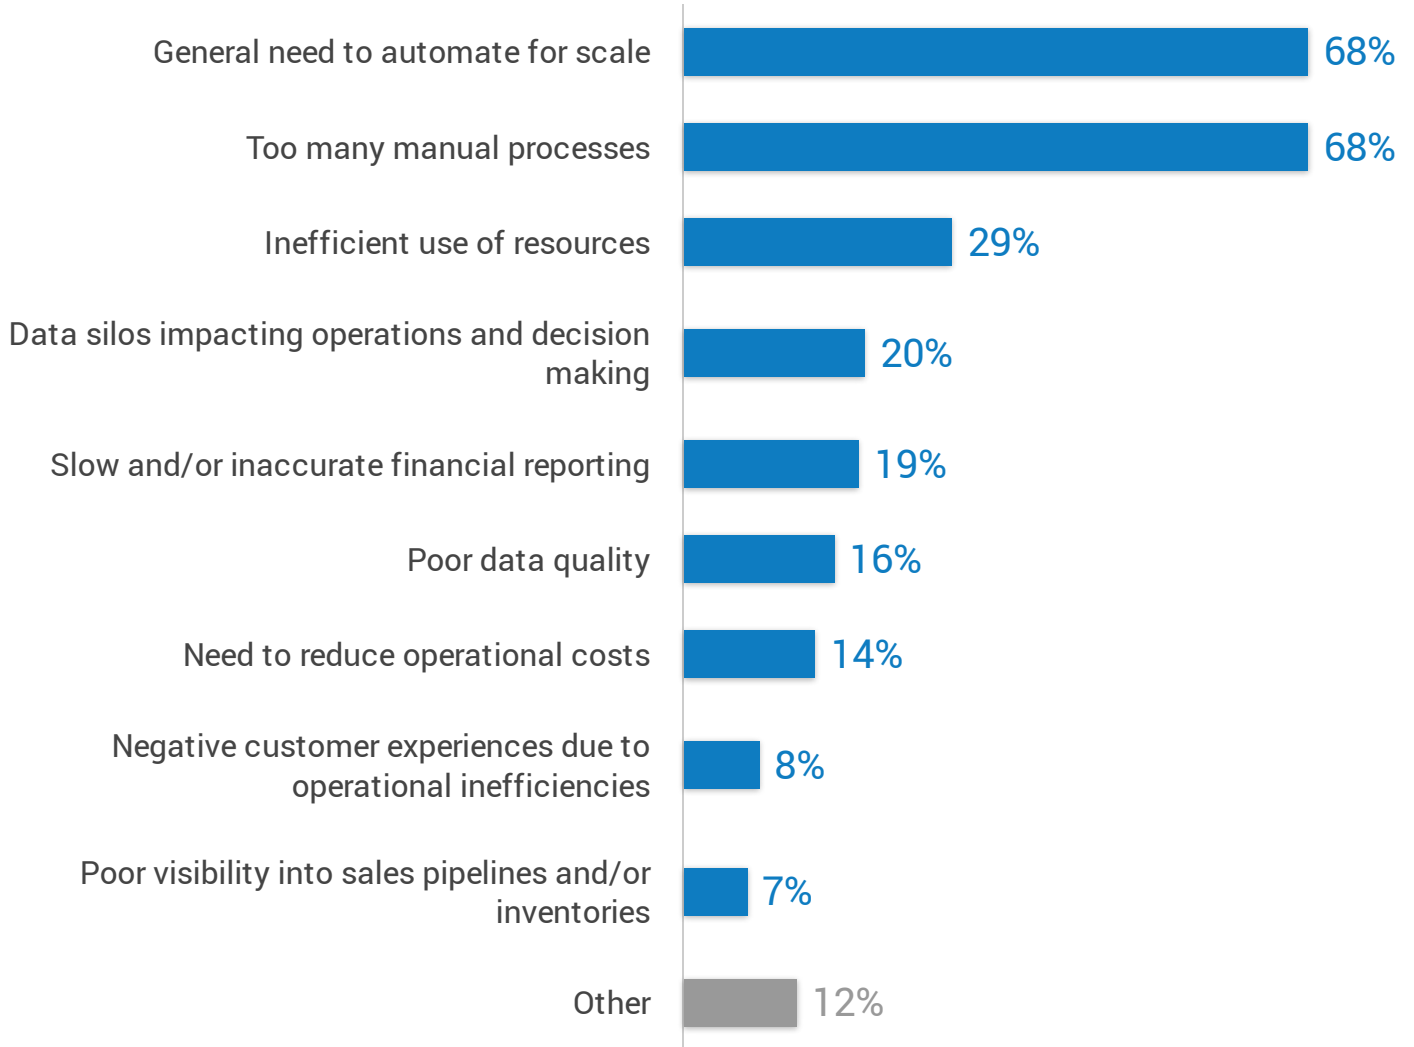 General need to automate for scale 68%
Too many manual processes 68%
Inefficient use of resources 29%
Data silos impacting operations and decision
making 20%
Slow and/or inaccurate financial reporting 19%
Poor data quality 16%
Need to reduce operational costs 14%
Negative customer experiences due to
operational inefficiencies 8%
Poor visibility into sales pipelines and/or
inventories 7%
Other 12%